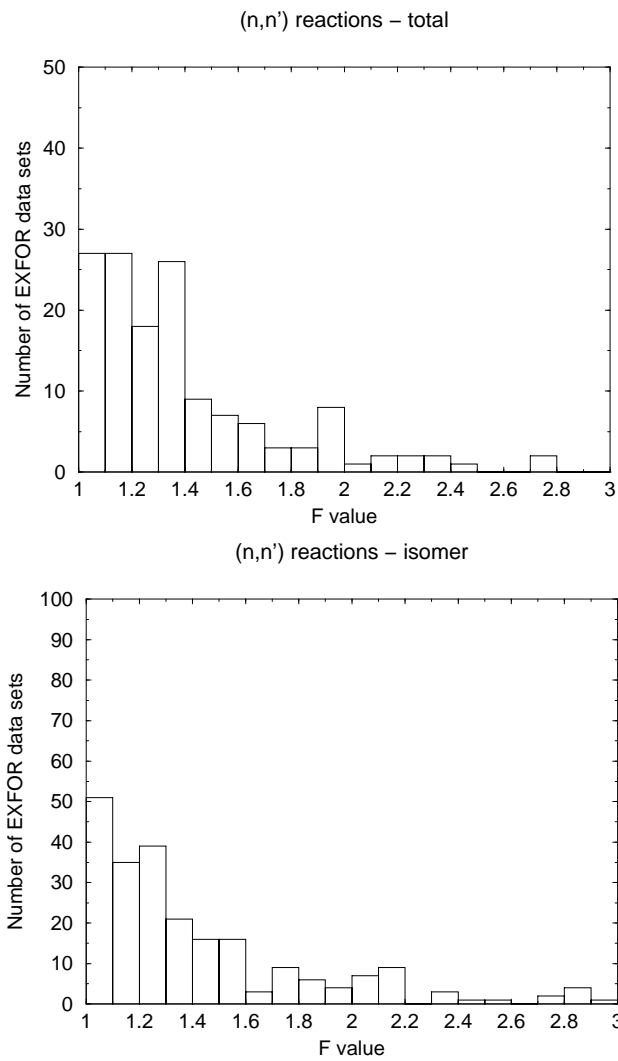 (n,n') reactions – total
50
40
30
20
10
0
Number of EXFOR data sets
1 1.2 1.4 1.6 1.8 2 2.2 2.4 2.6 2.8 3
F value
(n,n') reactions – isomer
100
90
80
70
60
50
40
30
20
10
0
Number of EXFOR data sets
1 1.2 1.4 1.6 1.8 2 2.2 2.4 2.6 2.8 3
F value